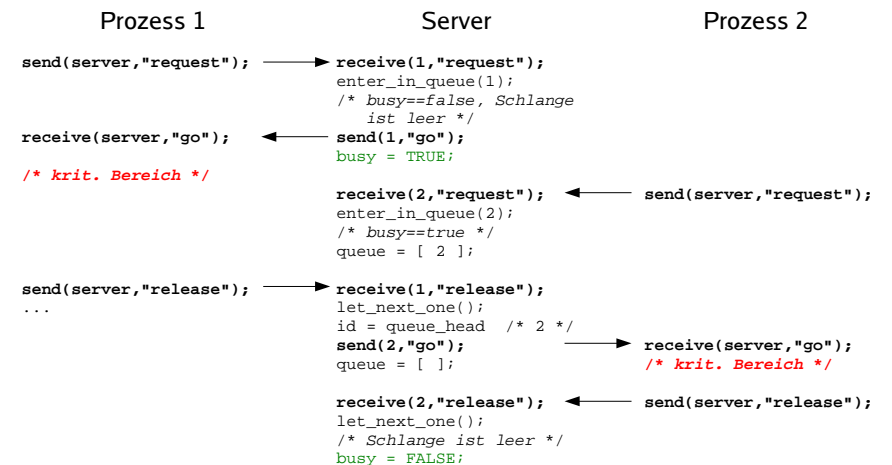 Prozess 1 Server Prozess 2
send(server,"request"); receive(1,"request");
enter_in_queue(1);
/* busy==false, Schlange
ist leer */
receive(server,"go"); send(1,"go");
busy = TRUE;
/* krit. Bereich */
receive(2,"request"); send(server,"request");
enter_in_queue(2);
/* busy==true */
queue = [ 2 ];
send(server,"release"); receive(1,"release");
... let_next_one();
id = queue_head /* 2 */
send(2,"go"); receive(server,"go");
queue = [ ]; /* krit. Bereich */
receive(2,"release"); send(server,"release");
let_next_one();
/* Schlange ist leer */
busy = FALSE;